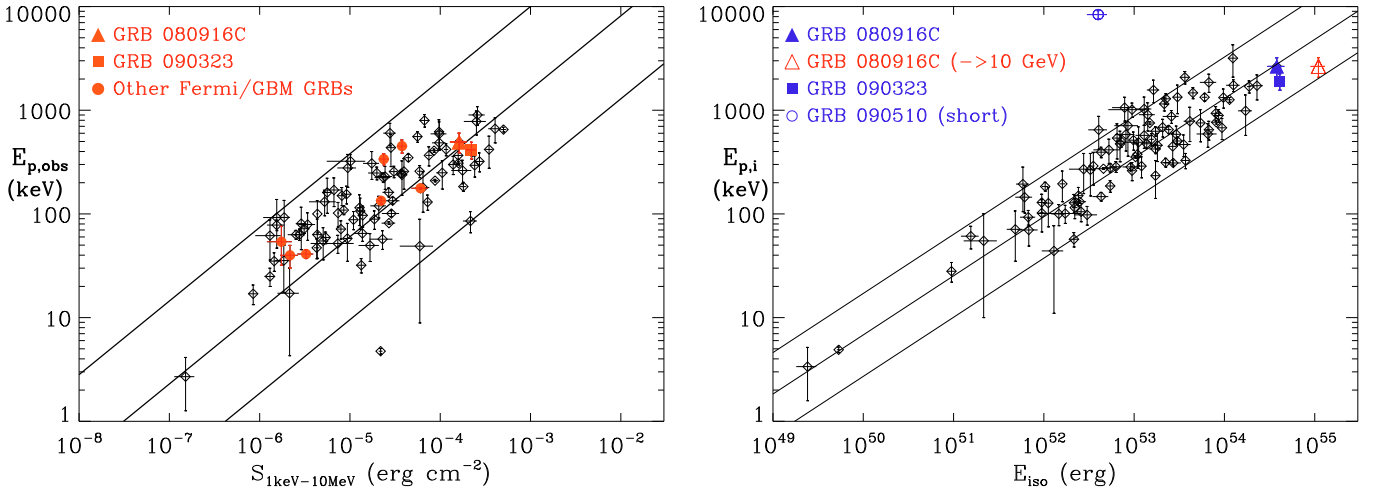 10000
1000
100
10
1
E_p,obs
(keV)
GRB 080916C
GRB 090323
Other Fermi/GBM GRBs
10^−8 10^−7 10^−6 10^−5 10^−4 10^−3 10^−2
S_1keV−10MeV (erg cm^−2)
10000
1000
100
10
1
E_p,i
(keV)
GRB 080916C
GRB 080916C (−>10 GeV)
GRB 090323
GRB 090510 (short)
10^49 10^50 10^51 10^52 10^53 10^54 10^55
E_iso (erg)